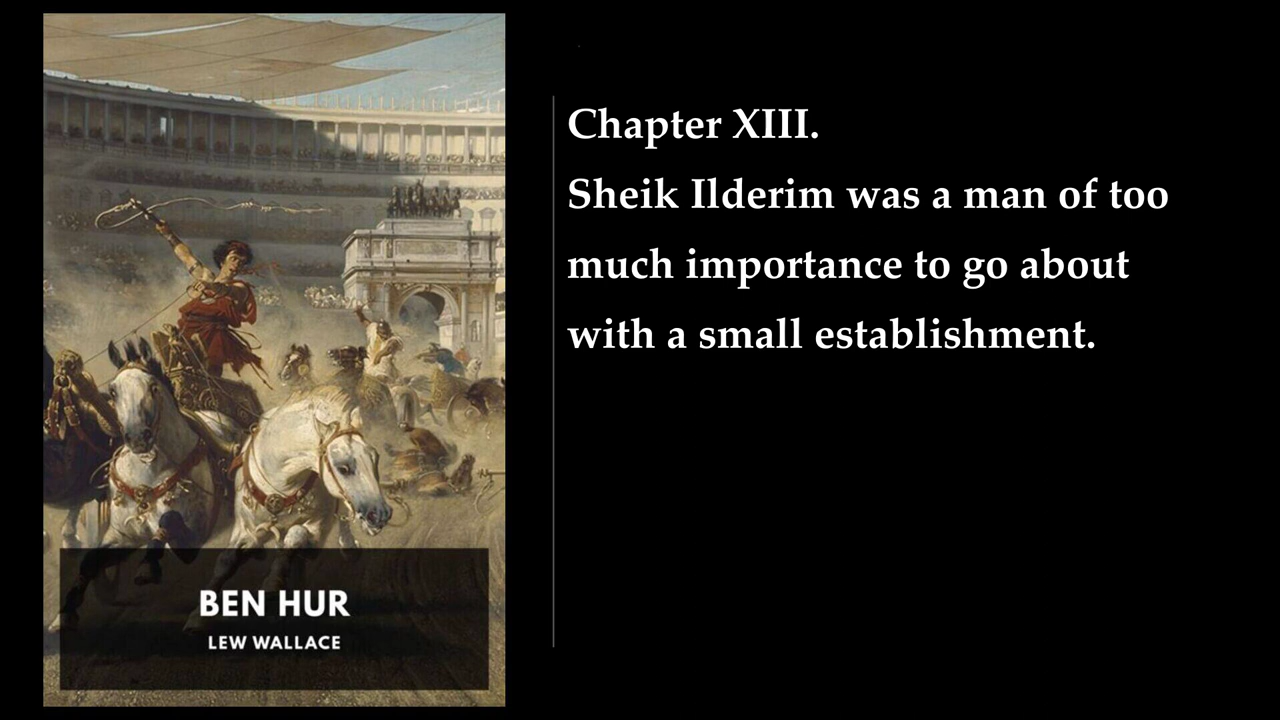 Chapter XIII.
Sheik Ilderim was a man of too
much importance to go about
with a small establishment.
BEN HUR
LEW WALLACE